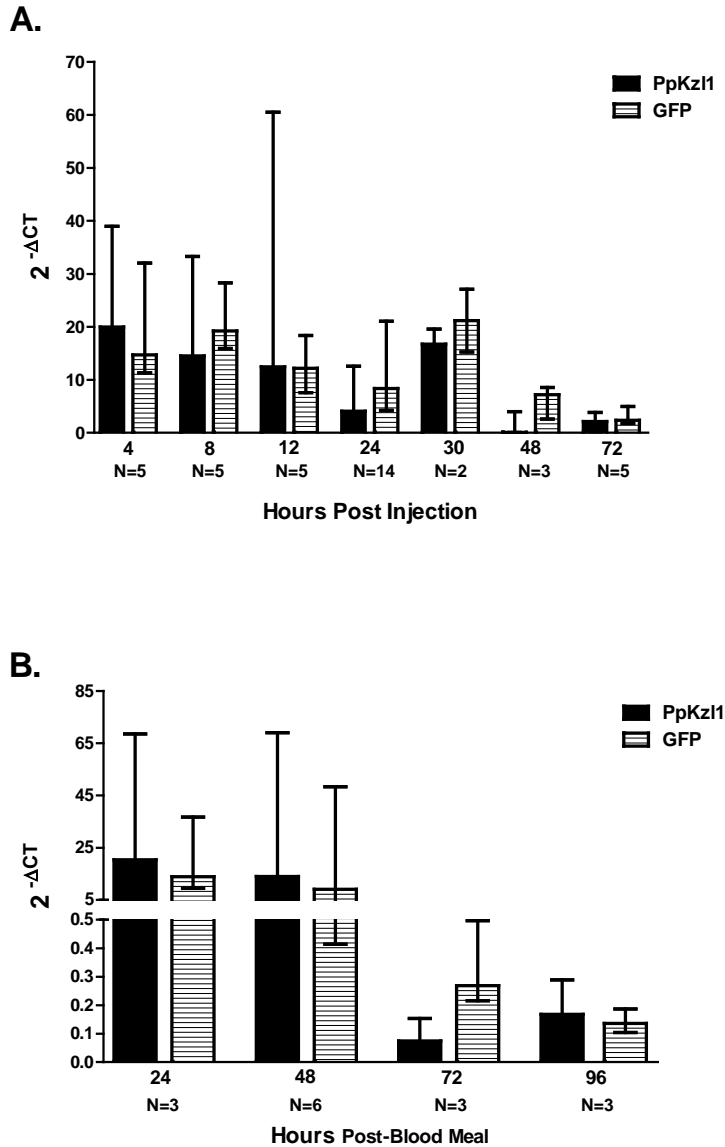 A.
70
60
50
40
30
20
10
0
2 -ΔCT
PpKzl1
GFP
4 8 12 24 30 48 72
N=5 N=5 N=5 N=14 N=2 N=3 N=5
Hours Post Injection
B.
85
65
45
25
5
0.5
0.4
0.3
0.2
0.1
0.0
2 -ΔCT
PpKzl1
GFP
24 48 72 96
N=3 N=6 N=3 N=3
Hours Post-Blood Meal